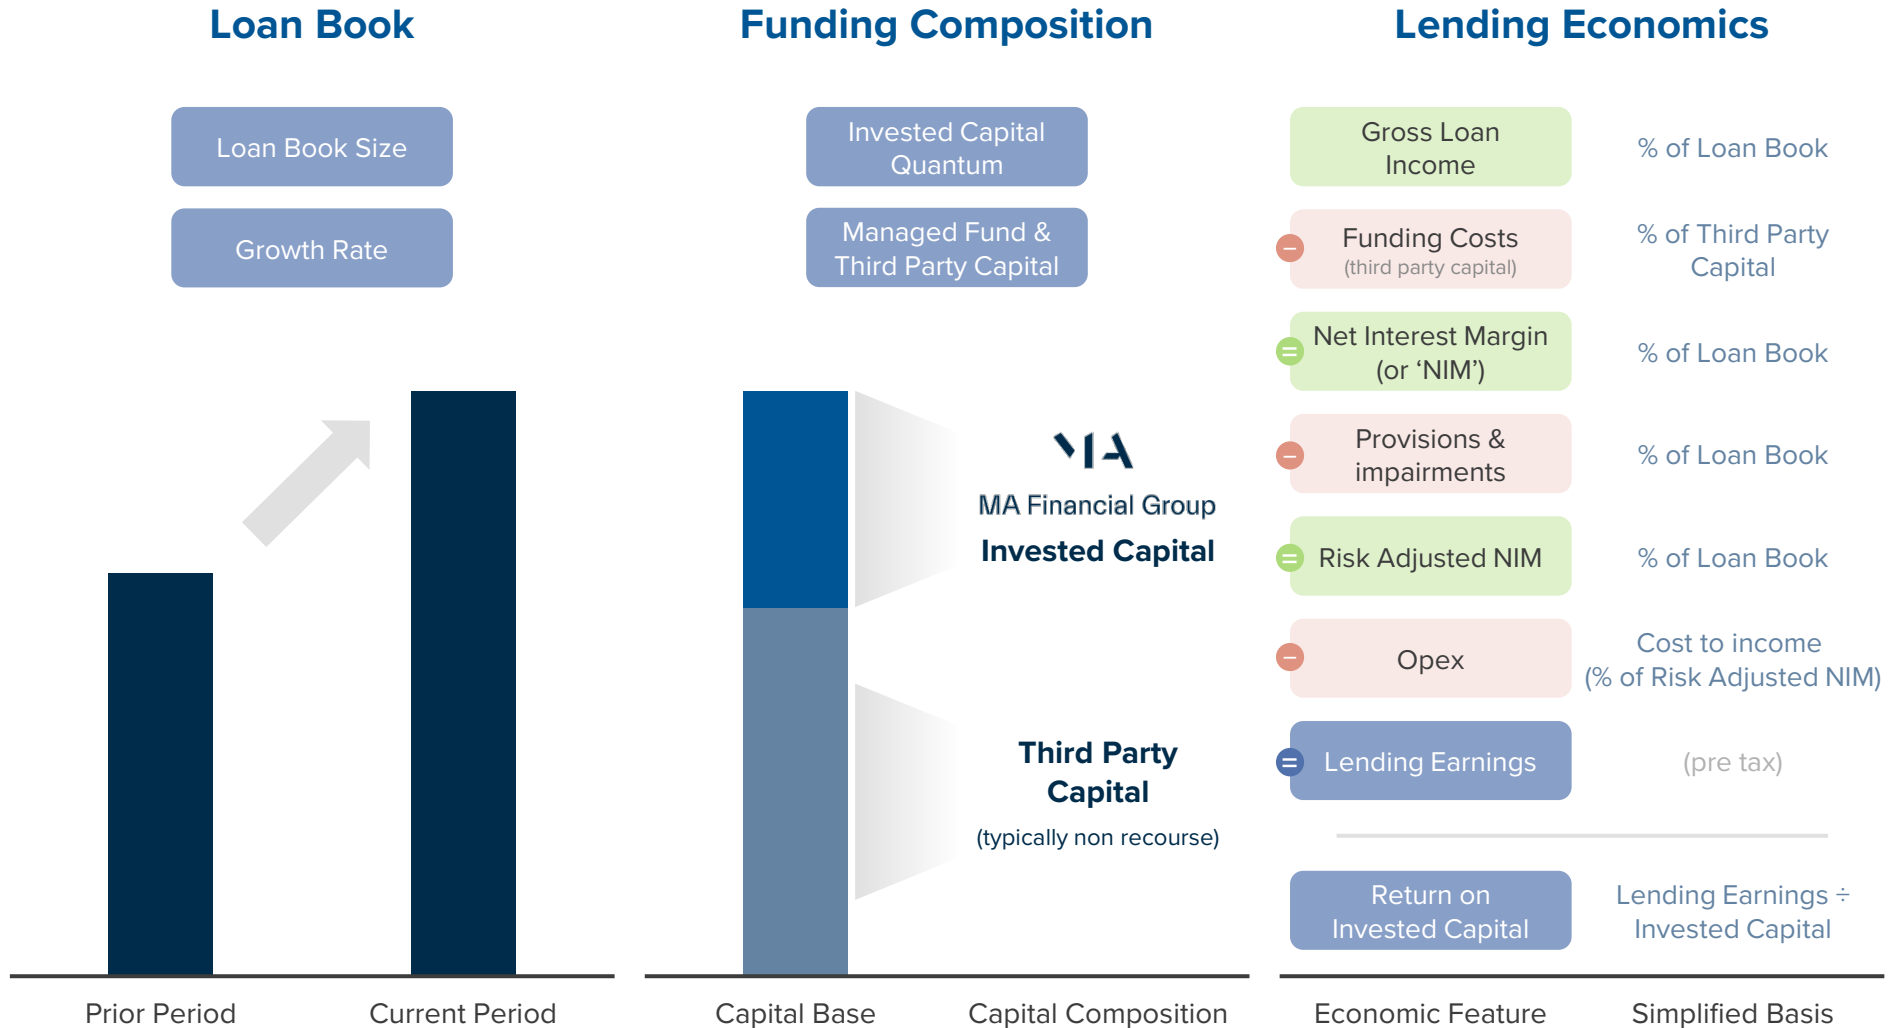 Loan Book
Loan Book Size
Growth Rate
Prior Period
Current Period
Funding Composition
Invested Capital
Quantum
Managed Fund &
Third Party Capital
MA
MA Financial Group
Invested Capital
Third Party
Capital
(typically non recourse)
Capital Base
Capital Composition
Lending Economics
Gross Loan
Income
% of Loan Book
–
Funding Costs
(third party capital)
% of Third Party
Capital
=
Net Interest Margin
(or ‘NIM’)
% of Loan Book
–
Provisions &
impairments
% of Loan Book
=
Risk Adjusted NIM
% of Loan Book
–
Opex
Cost to income
(% of Risk Adjusted NIM)
=
Lending Earnings
(pre tax)
Return on
Invested Capital
Lending Earnings ÷
Invested Capital
Economic Feature
Simplified Basis